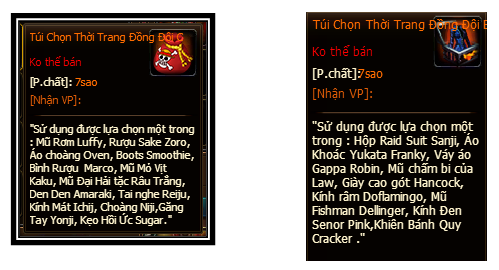 Túi Chọn Thời Trang Đồng Đội G
Ko thể bán
[P.chất]: 7sao
[Nhận VP]:
"Sử dụng được lựa chọn một trong
: Mũ Rơm Luffy, Rượu Sake Zoro,
Áo choàng Oven, Boots Smoothie,
Bình Rượu Marco, Mũ Mỏ Vịt
Kaku, Mũ Đại Hải tặc Râu Trắng,
Den Den Amaraki, Tai nghe Reiju,
Kính Mát Ichij, Choàng Niji,Găng
Tay Yonji, Kẹo Hồi Ức Sugar."
Túi Chọn Thời Trang Đồng Đội
Ko thể bán
[P.chất]:7sao
[Nhận VP]:
"Sử dụng được lựa chọn một
trong : Hộp Raid Suit Sanji, Áo
Khoác Yukata Franky, Váy áo
Gappa Robin, Mũ chấm bi của
Law, Giày cao gót Hancock,
Kính râm Doflamingo, Mũ
Fishman Dellinger, Kính Đen
Senor Pink,Khiên Bánh Quy
Cracker ."